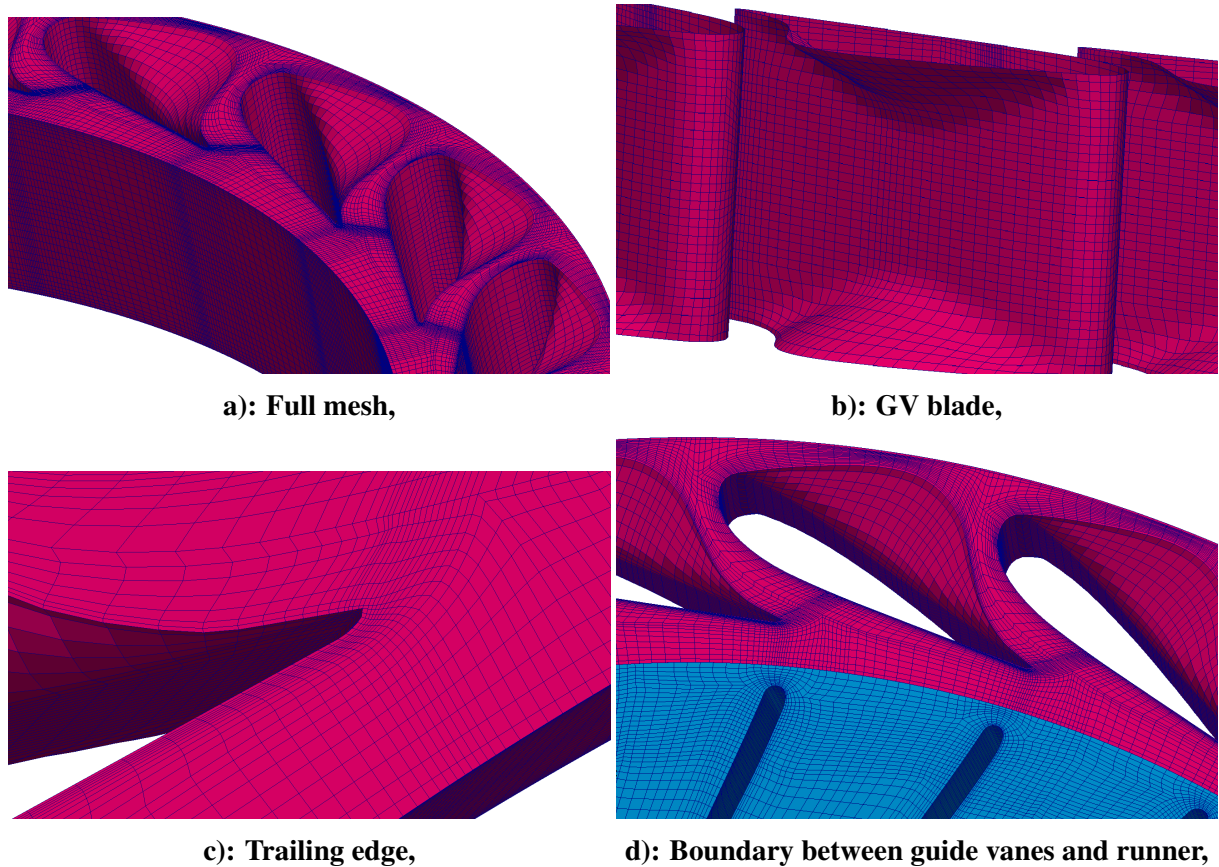 a): Full mesh,
b): GV blade,
c): Trailing edge,
d): Boundary between guide vanes and runner,